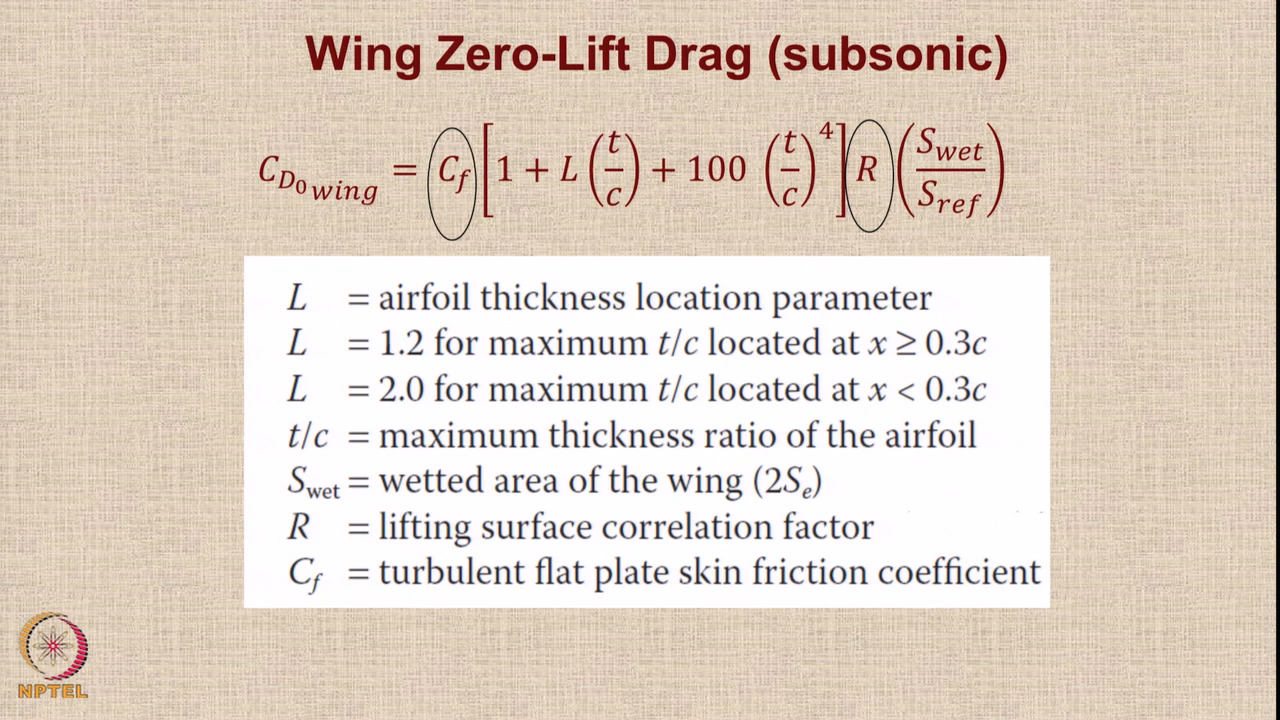 Wing Zero-Lift Drag (subsonic)
C_{D_0 wing} = C_f [1 + L (t/c) + 100 (t/c)^4] R (S_wet/S_ref)
L = airfoil thickness location parameter
L = 1.2 for maximum t/c located at x ≥ 0.3c
L = 2.0 for maximum t/c located at x < 0.3c
t/c = maximum thickness ratio of the airfoil
S_wet = wetted area of the wing (2S_e)
R = lifting surface correlation factor
C_f = turbulent flat plate skin friction coefficient
NPTEL